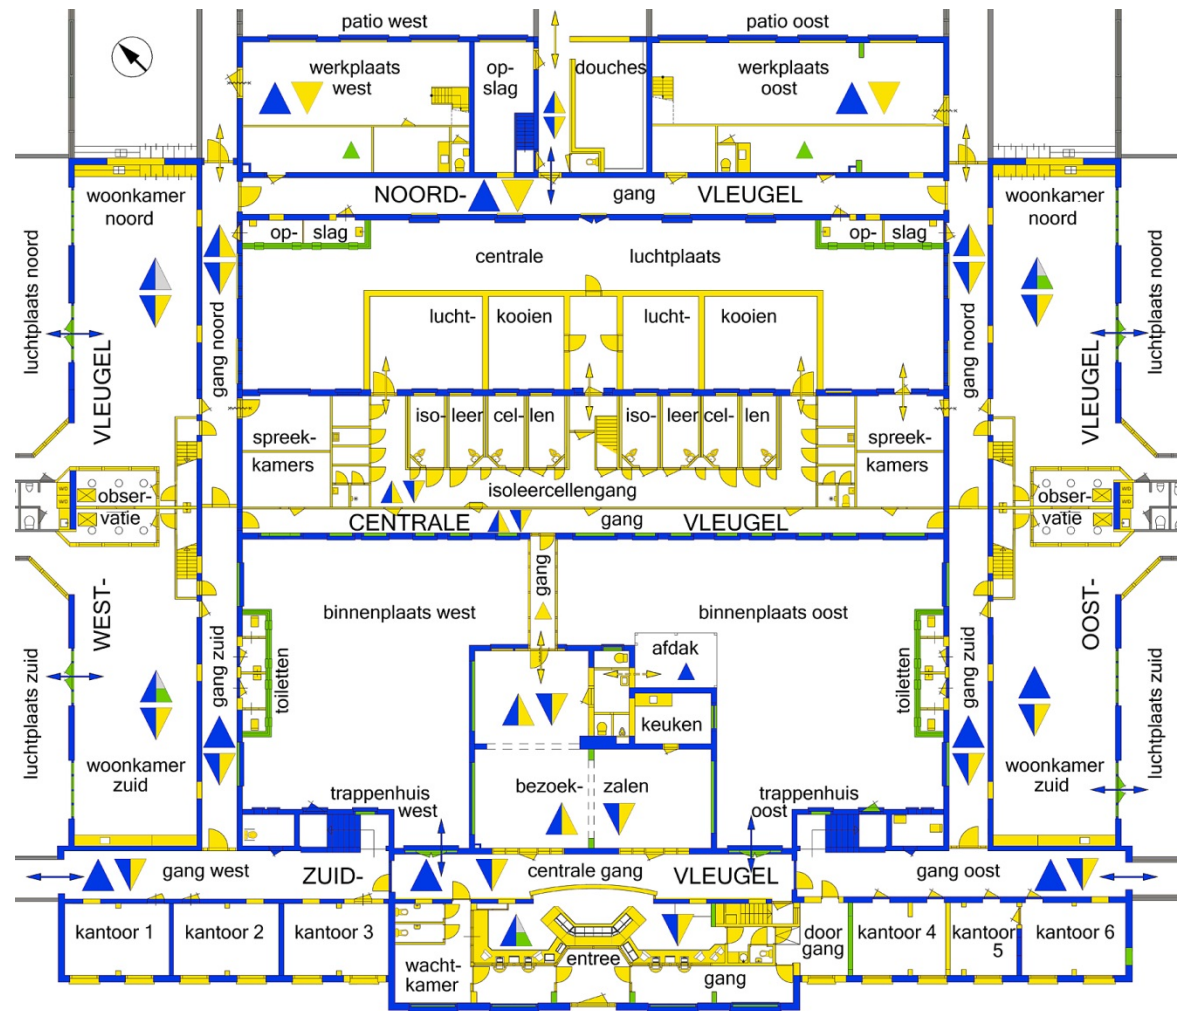 patio west
patio oost
werkplaats
west
op-
slag
douches
werkplaats
oost
woonkamer
noord
NOORD-
gang
VLEUGEL
woonkamer
noord
op-
slag
op-
slag
centrale
luchtplaats
luchtplaats noord
gang noord
gang noord
luchtplaats noord
lucht-
kooien
lucht-
kooien
VLEUGEL
VLEUGEL
iso-
leer
cel-
len
iso-
leer
cel-
len
spreek-
kamers
spreek-
kamers
isoleercellengang
obser-
vatie
obser-
vatie
WD
WD
WD
WD
CENTRALE
gang
VLEUGEL
gang
WEST-
OOST-
binnenplaats west
binnenplaats oost
afdak
toiletten
gang zuid
gang zuid
toiletten
luchtplaats zuid
luchtplaats zuid
keuken
woonkamer
zuid
woonkamer
zuid
bezoek-
zalen
trappenhuis
west
trappenhuis
oost
gang west
ZUID-
centrale gang
VLEUGEL
gang oost
kantoor 1
kantoor 2
kantoor 3
wacht-
kamer
entree
gang
door
gang
kantoor 4
kantoor
5
kantoor 6